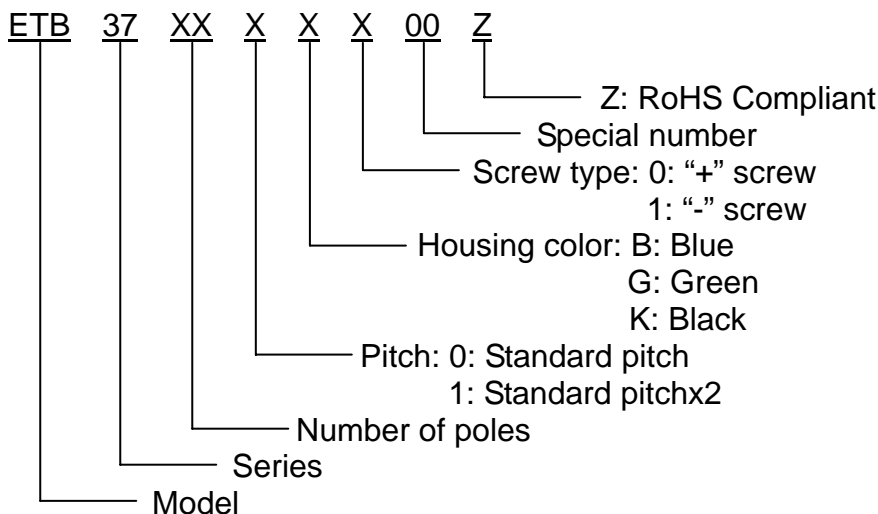 ETB 37 XX X X X 00 Z
Z: RoHS Compliant
Special number
Screw type: 0: “+” screw
1: “-” screw
Housing color: B: Blue
G: Green
K: Black
Pitch: 0: Standard pitch
1: Standard pitchx2
Number of poles
Series
Model